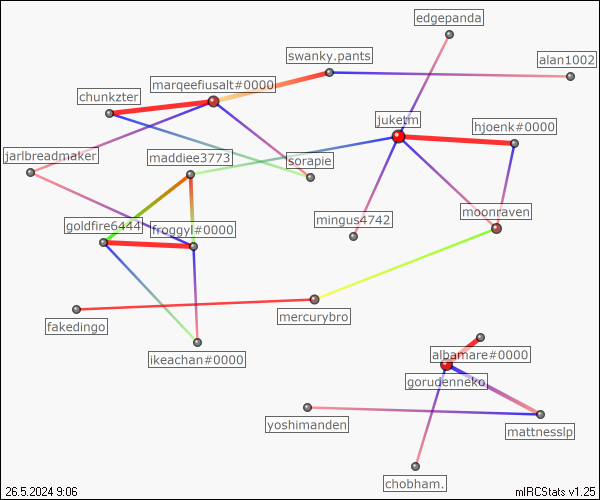 edgepanda
swanky.pants
alan1002
marqeefiusalt#0000
chunkzter
juketn
hjoenk#0000
jarlbreadmaker
maddiee3773
sorapie
mingus4742
moonraven
goldfire6444
froggyl#0000
mercurybro
fakedingo
ikeachan#0000
albamare#0000
gorudenneko
yoshimanden
mattnesslp
chobham.
26.5.2024 9:06
mIRCStats v1.25